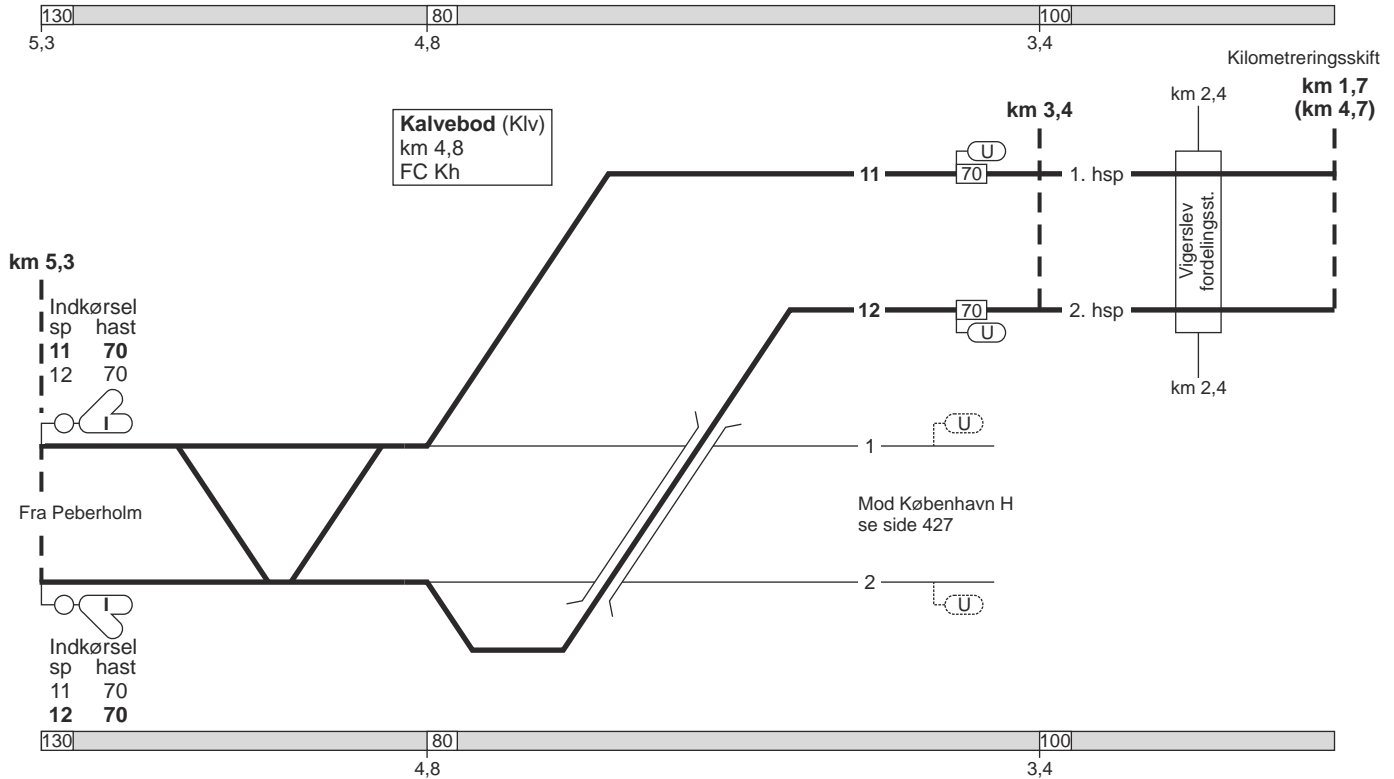 130 80 100
5,3 4,8 3,4
Kilometreringsskift
km 1,7
(km 4,7)
km 2,4
km 3,4
Kalvebod (Klv)
km 4,8
FC Kh
U
11 70 1. hsp
Vigerslev
fordelingsst.
km 5,3
Indkørsel
sp hast
11 70
12 70
I
12 70 2. hsp
U
km 2,4
U
1
Fra Peberholm
Mod København H
se side 427
2
I
U
Indkørsel
sp hast
11 70
12 70
130 80 100
4,8 3,4